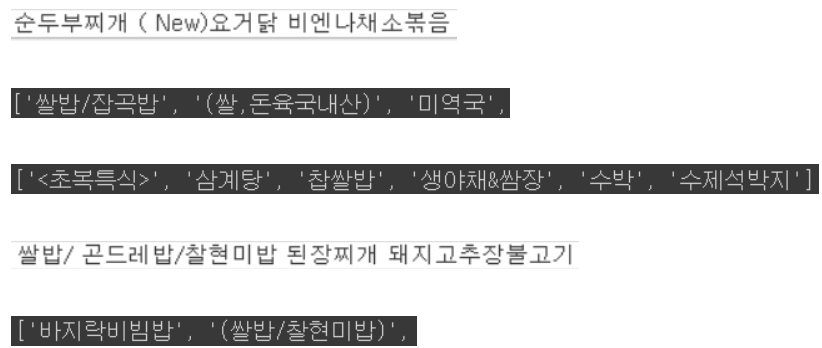 순두부찌개 ( New)요거닭 비엔나채소볶음
['쌀밥/잡곡밥', '(쌀,돈육국내산)', '미역국',
['<초복특식>', '삼계탕', '찹쌀밥', '생야채&쌈장', '수박', '수제석박지']
쌀밥/ 곤드레밥/찰현미밥 된장찌개 돼지고추장불고기
['바지락비빔밥', '(쌀밥/찰현미밥)',